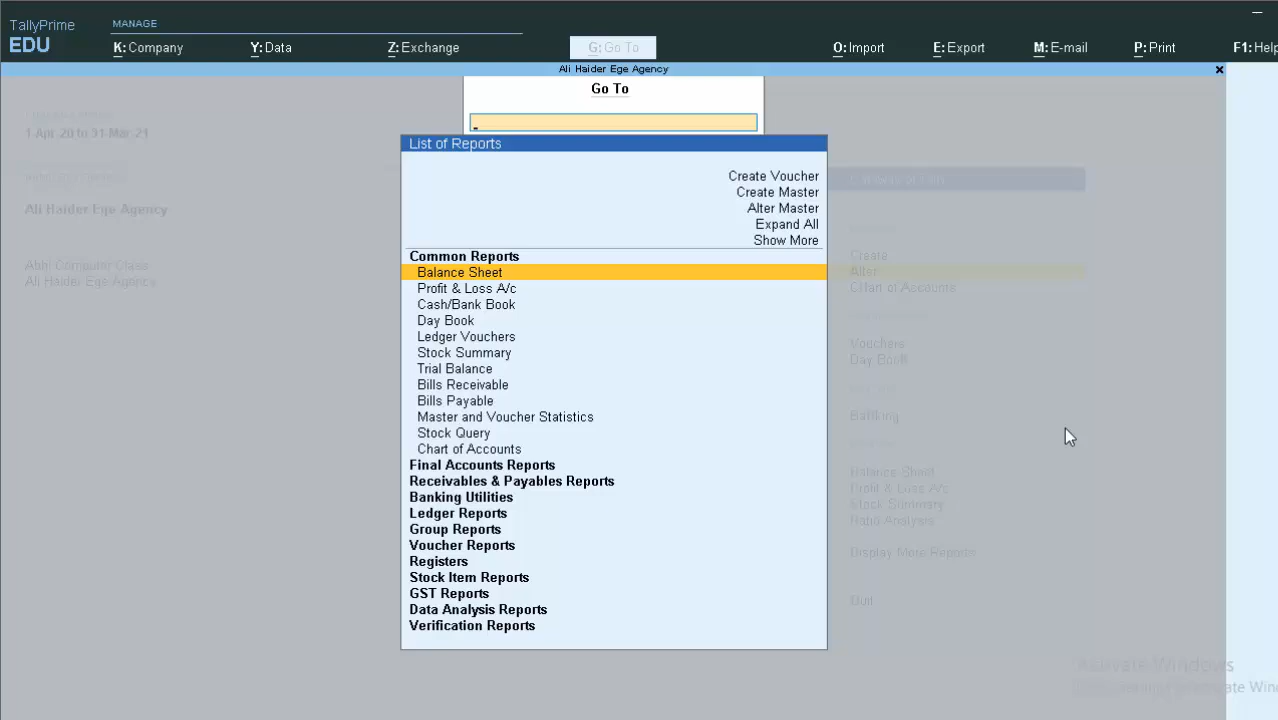 TallyPrime
EDU
MANAGE
K: Company
Y: Data
Z: Exchange
G: Go To
O: Import
E: Export
M: E-mail
P: Print
F1: Help
Ali Haider Ege Agency
Go To
1-Apr-20 to 31-Mar-21
Ali Haider Ege Agency
Abbi Computer Class
Ali Haider Ege Agency
List of Reports
Create Voucher
Create Master
Alter Master
Expand All
Show More
Common Reports
Balance Sheet
Profit & Loss A/c
Cash/Bank Book
Day Book
Ledger Vouchers
Stock Summary
Trial Balance
Bills Receivable
Bills Payable
Master and Voucher Statistics
Stock Query
Chart of Accounts
Final Accounts Reports
Receivables & Payables Reports
Banking Utilities
Ledger Reports
Group Reports
Voucher Reports
Registers
Stock Item Reports
GST Reports
Data Analysis Reports
Verification Reports
Create
Alter
Chart of Accounts
Vouchers
Day Book
Banking
Balance Sheet
Profit & Loss A/c
Stock Summary
Ratio Analysis
Display More Reports
Quit
Activate Windows